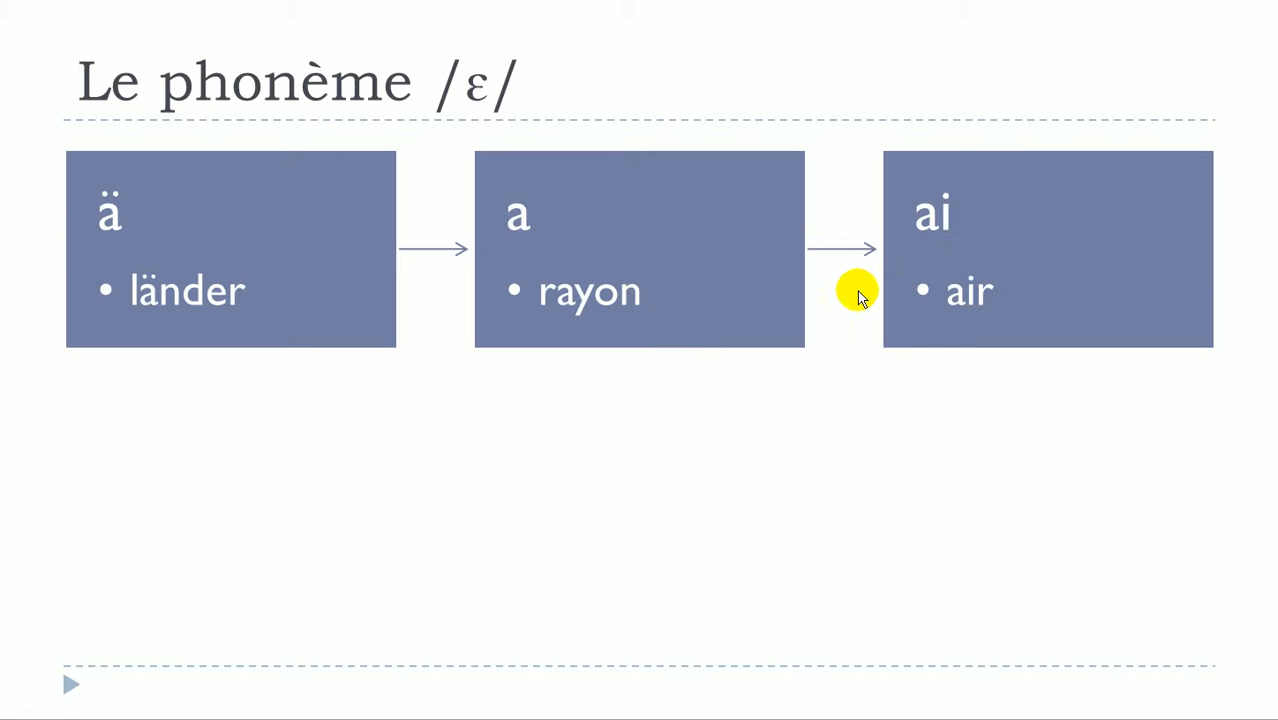 Le phonème /ɛ/
ä
• länder
a
• rayon
ai
• air